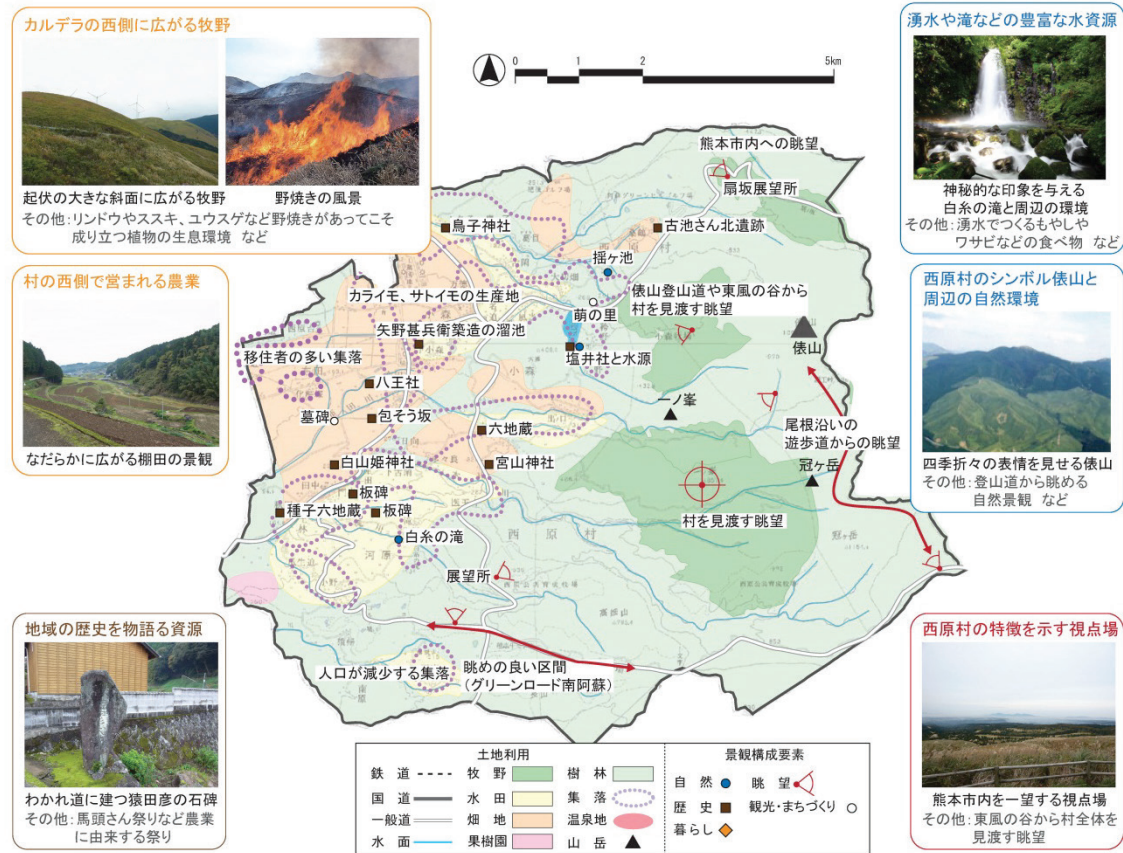 カルデラの西側に広がる牧野
起伏の大きな斜面に広がる牧野
野焼きの風景
その他：リンドウやススキ、ユウスゲなど野焼きがあってこそ
成り立つ植物の生息環境 など
村の西側で営まれる農業
なだらかに広がる棚田の景観
地域の歴史を物語る資源
わかれ道に建つ猿田彦の石碑
その他：馬頭さん祭りなど農業
に由来する祭り
0
1
2
5km
熊本市内への眺望
扇坂展望所
鳥子神社
古池さん北遺跡
揺ヶ池
カライモ、サトイモの生産地
俵山登山道や東風の谷から
村を見渡す眺望
萌の里
矢野甚兵衛築造の溜池
俵山
移住者の多い集落
塩井社と水源
八王社
一ノ峯
墓碑
包そう坂
尾根沿いの
遊歩道からの眺望
六地蔵
冠ヶ岳
白山姫神社
宮山神社
板碑
村を見渡す眺望
種子六地蔵
板碑
西原村
白糸の滝
河原
展望所
人口が減少する集落
眺めの良い区間
（グリーンロード南阿蘇）
土地利用
鉄道
牧野
樹林
国道
水田
集落
一般道
畑地
温泉地
水面
果樹園
山岳
景観構成要素
自然
眺望
歴史
観光・まちづくり
暮らし
湧水や滝などの豊富な水資源
神秘的な印象を与える
白糸の滝と周辺の環境
その他：湧水でつくるもやしや
ワサビなどの食べ物 など
西原村のシンボル俵山と
周辺の自然環境
四季折々の表情を見せる俵山
その他：登山道から眺める
自然景観 など
西原村の特徴を示す視点場
熊本市内を一望する視点場
その他：東風の谷から村全体を
見渡す眺望